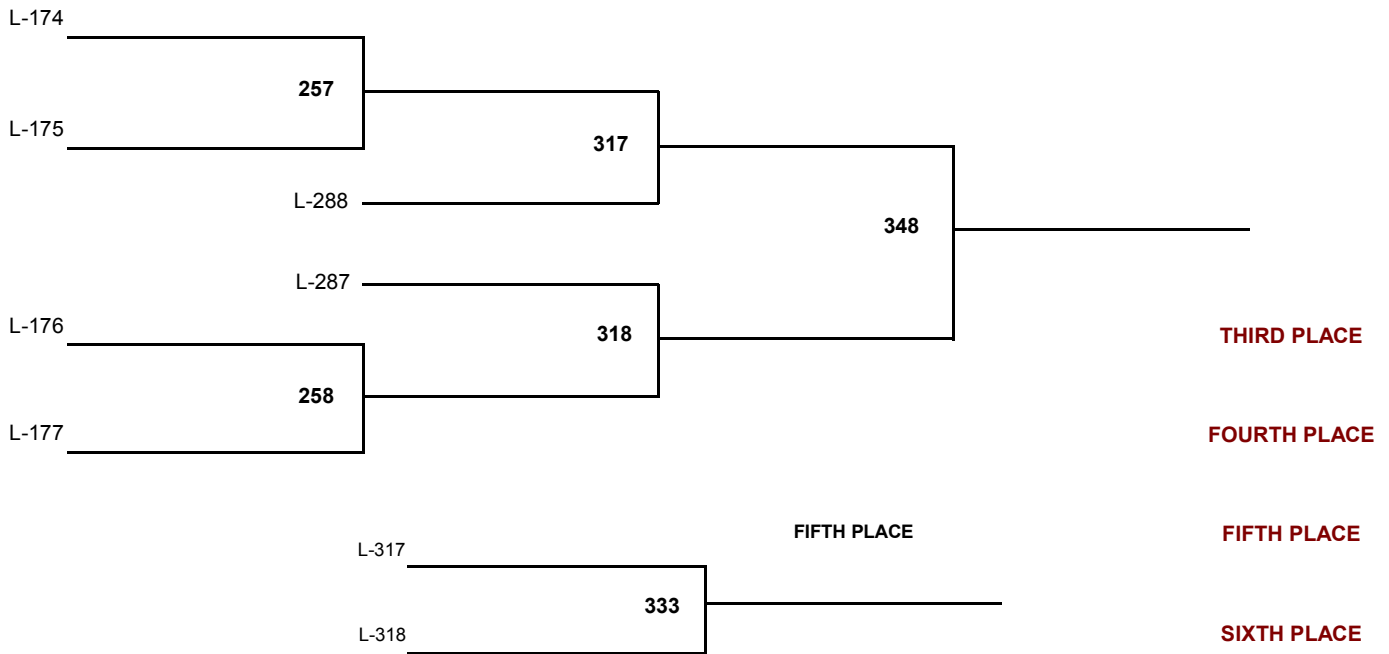 L-174
257
L-175
317
L-288
348
L-287
L-176
318
THIRD PLACE
258
L-177
FOURTH PLACE
FIFTH PLACE
FIFTH PLACE
L-317
333
L-318
SIXTH PLACE